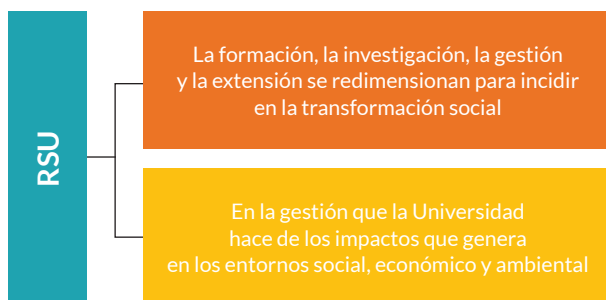 RSU
La formación, la investigación, la gestión
y la extensión se redimensionan para incidir
en la transformación social
En la gestión que la Universidad
hace de los impactos que genera
en los entornos social, económico y ambiental